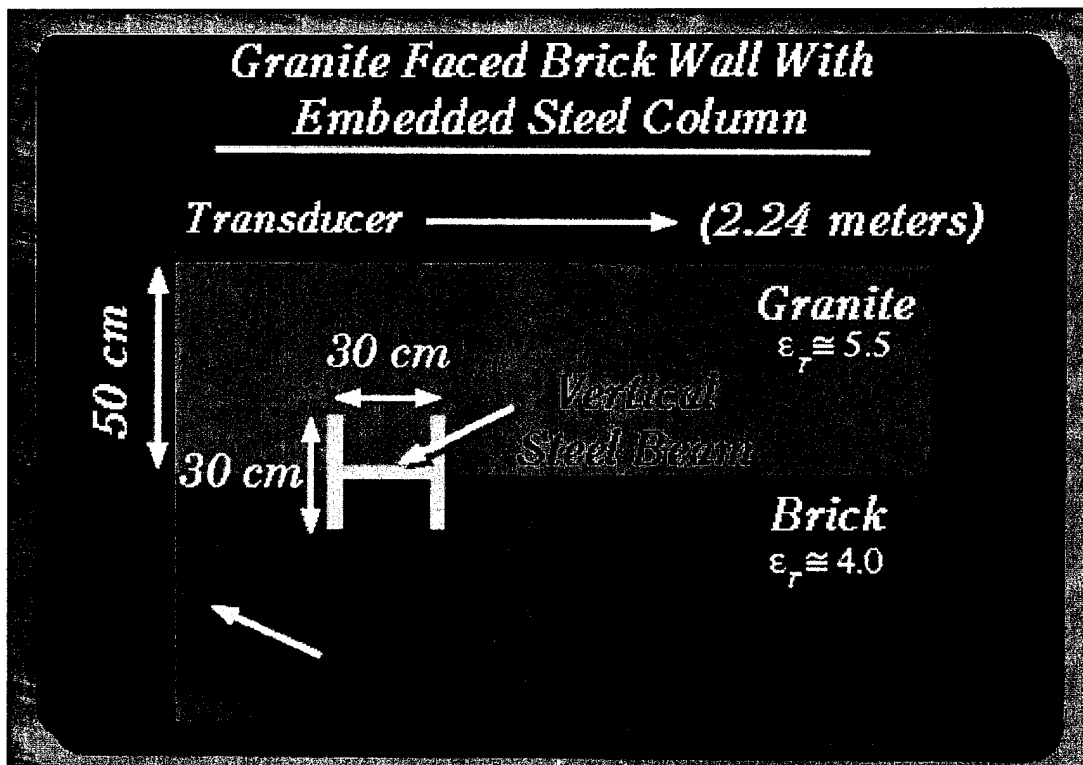 Granite Faced Brick Wall With
Embedded Steel Column
Transducer
(2.24 meters)
50 cm
Granite
εr ≅ 5.5
30 cm
Vertical
Steel Beam
30 cm
Brick
εr ≅ 4.0